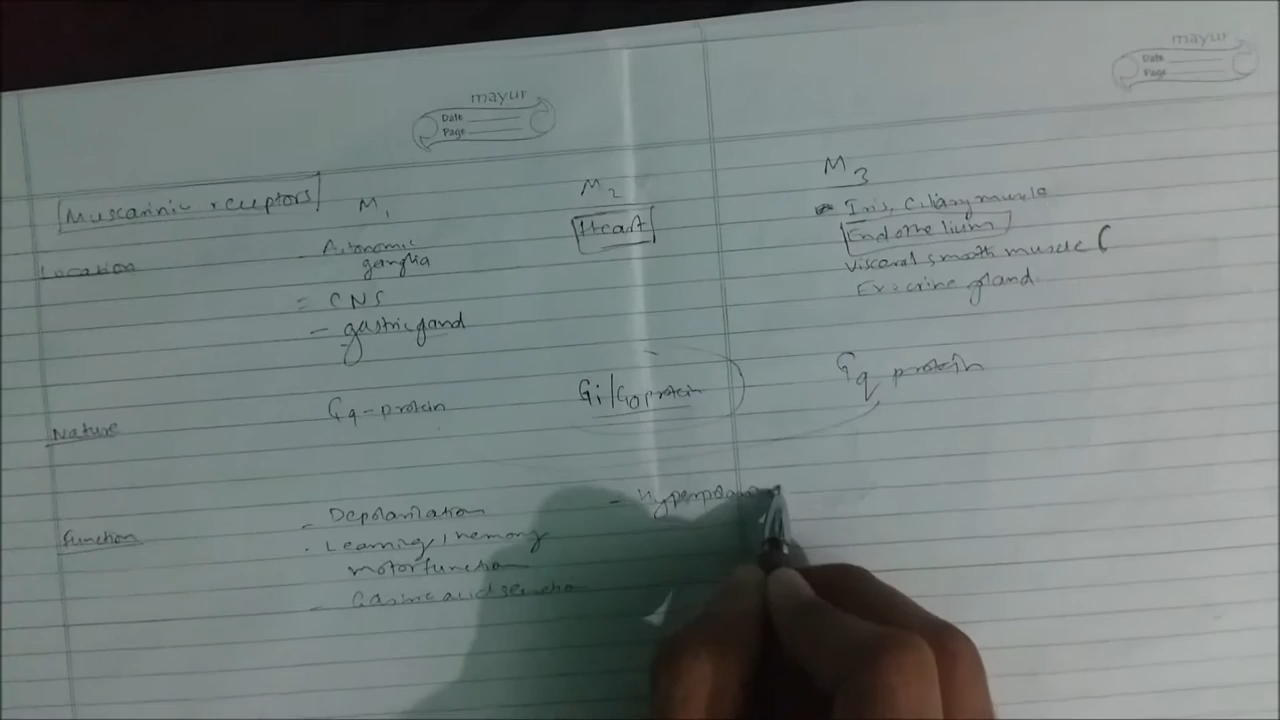 mayur
Date
Page
mayur
Date
Page
Muscarinic receptors
M1
M2
M3
Location
- Autonomic
ganglia
= CNS
- gastric gland
Heart
Iris, Ciliary muscle
Endothelium
visceral smooth muscle (
Exocrine gland
Nature
Gq-protein
Gi/Go protein
Gq protein
Function
- Depolarization
. Learning, memory
motor function
- Gastric acid secretion
-